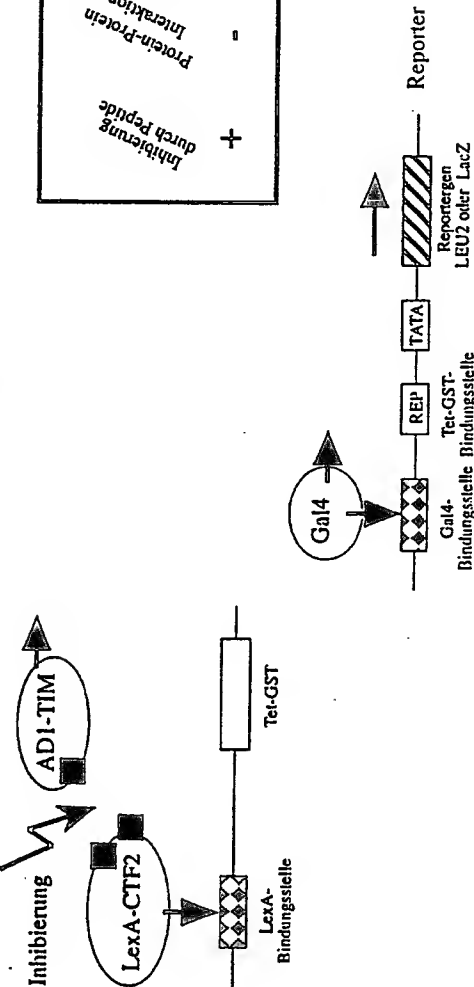 Inhibierung
durch Peptide
Protein-Protein
+
-
Inhibierung
AD1-TIM
LexA-CTF2
LexA-
Bindungsstelle
Tet-GST
Gal4
Gal4-
Bindungsstelle
REP
Tet-GST-
Bindungsstelle
TATA
Reportergen
LEU2 oder LacZ
Reporter